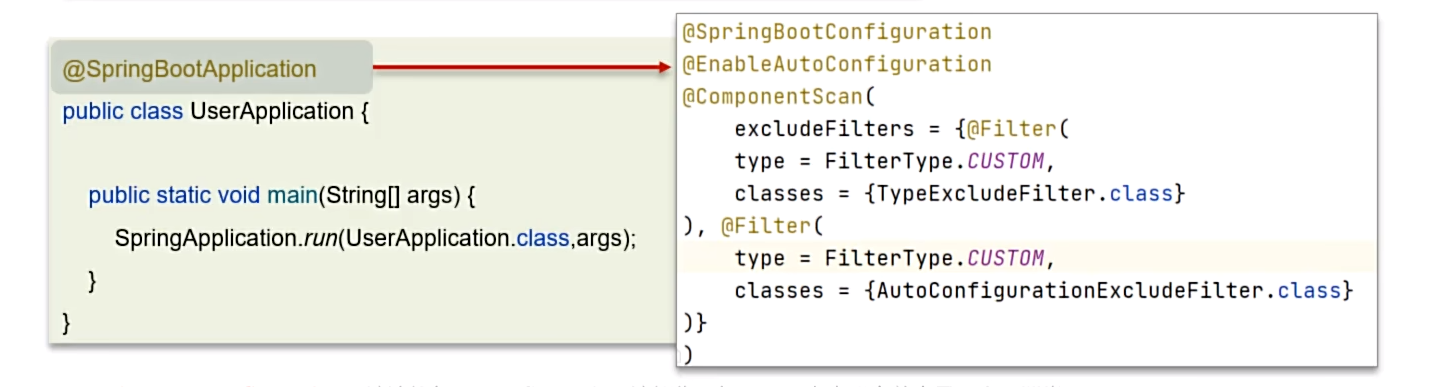 @SpringBootApplication
public class UserApplication {
public static void main(String[] args) {
SpringApplication.run(UserApplication.class,args);
}
}
@SpringBootConfiguration
@EnableAutoConfiguration
@ComponentScan(
excludeFilters = {@Filter(
type = FilterType.CUSTOM,
classes = {TypeExcludeFilter.class}
), @Filter(
type = FilterType.CUSTOM,
classes = {AutoConfigurationExcludeFilter.class}
)}
)